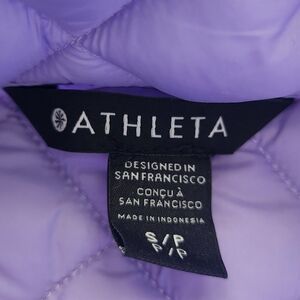 ATHLETA
DESIGNED IN
SAN FRANCISCO
CONÇU À
SAN FRANCISCO
MADE IN INDONESIA
S/P
P/P